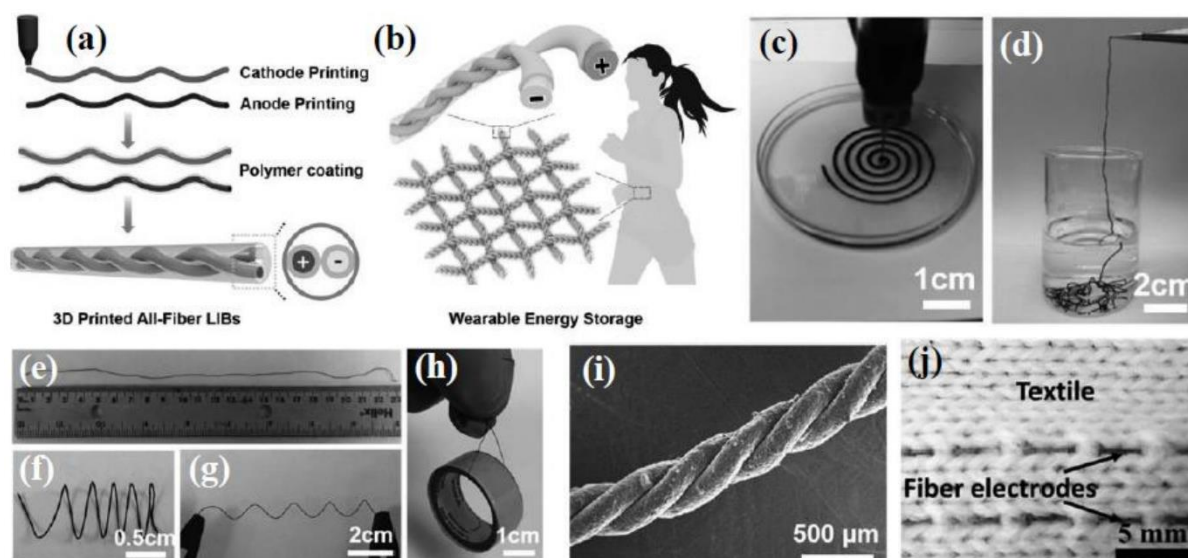 (a)
Cathode Printing
Anode Printing
Polymer coating
+
-
3D Printed All-Fiber LIBs
(b)
+
-
Wearable Energy Storage
(c)
1cm
(d)
2cm
(e)
Helix
(f)
0.5cm
(g)
2cm
(h)
1cm
(i)
500 μm
(j)
Textile
Fiber electrodes
5 mm